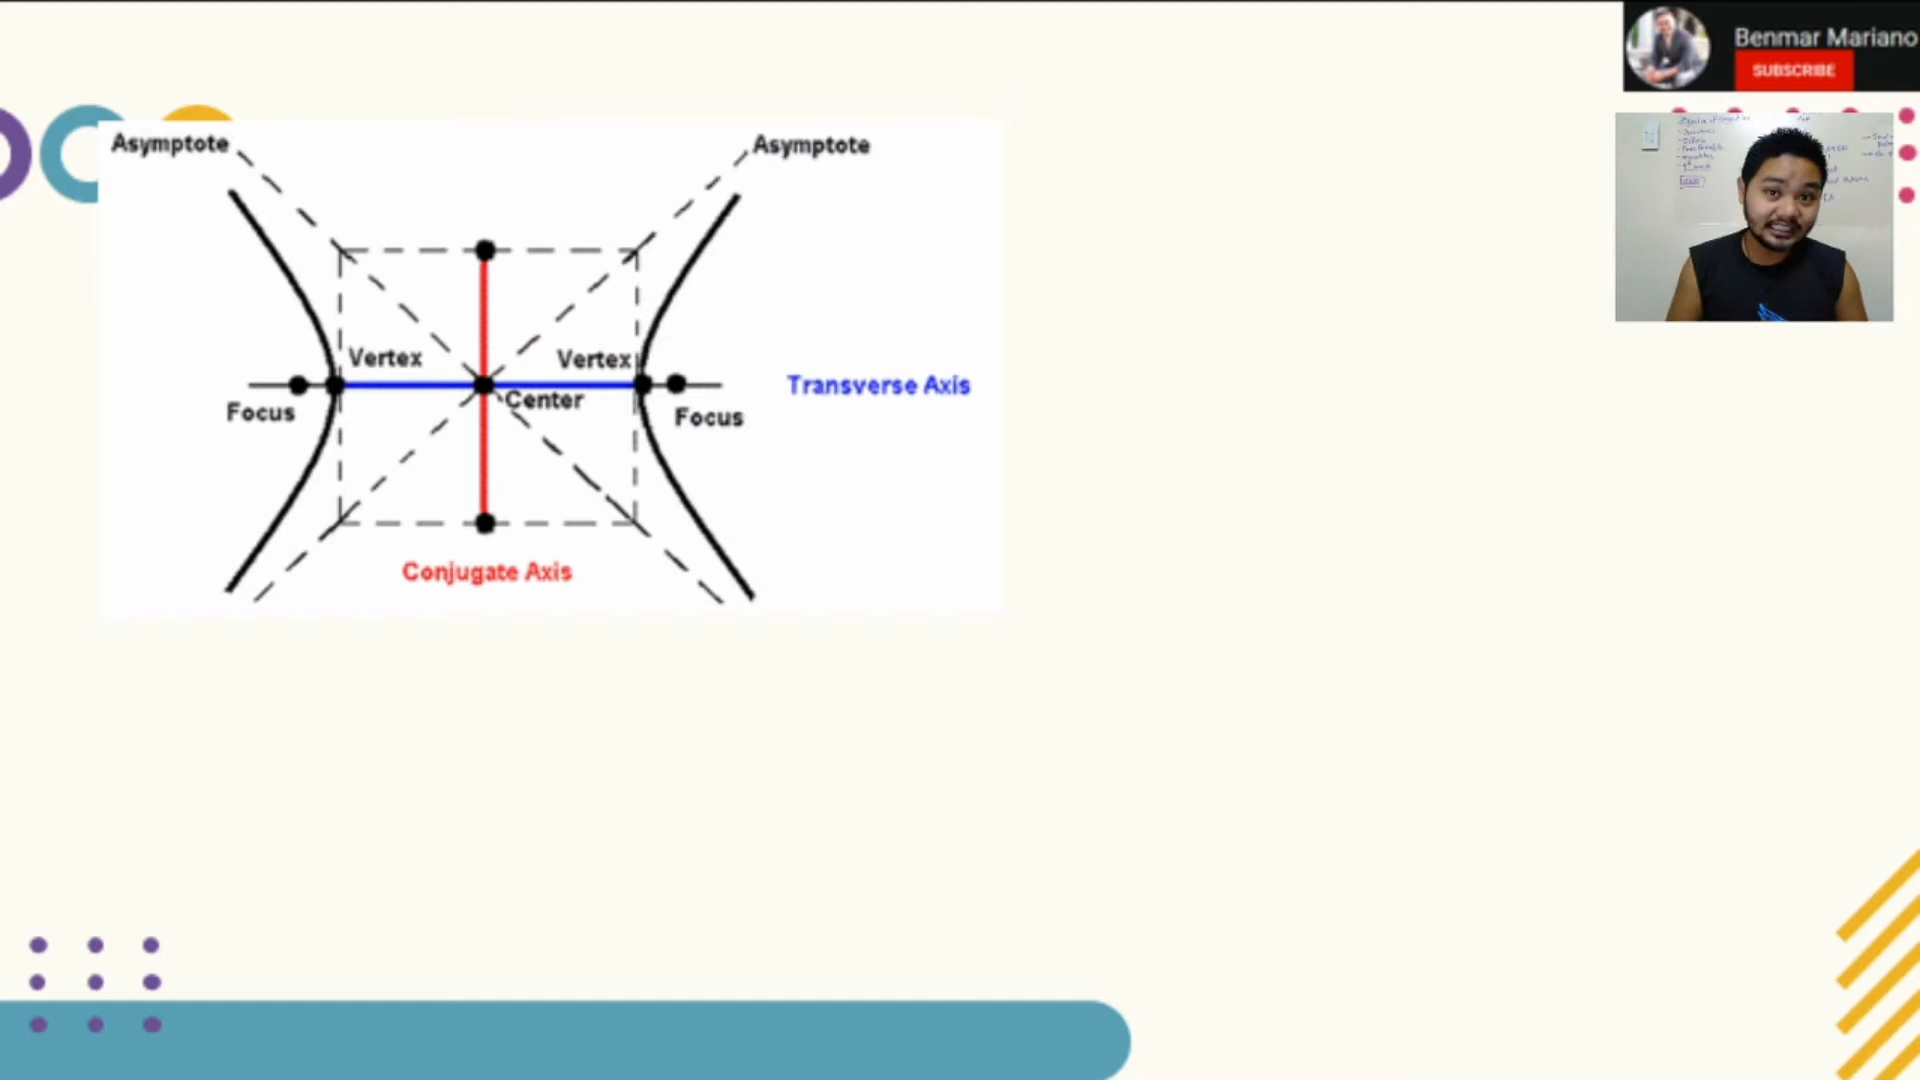 Benmar Mariano
SUBSCRIBE
Asymptote
Asymptote
Vertex
Vertex
Center
Transverse Axis
Focus
Focus
Conjugate Axis